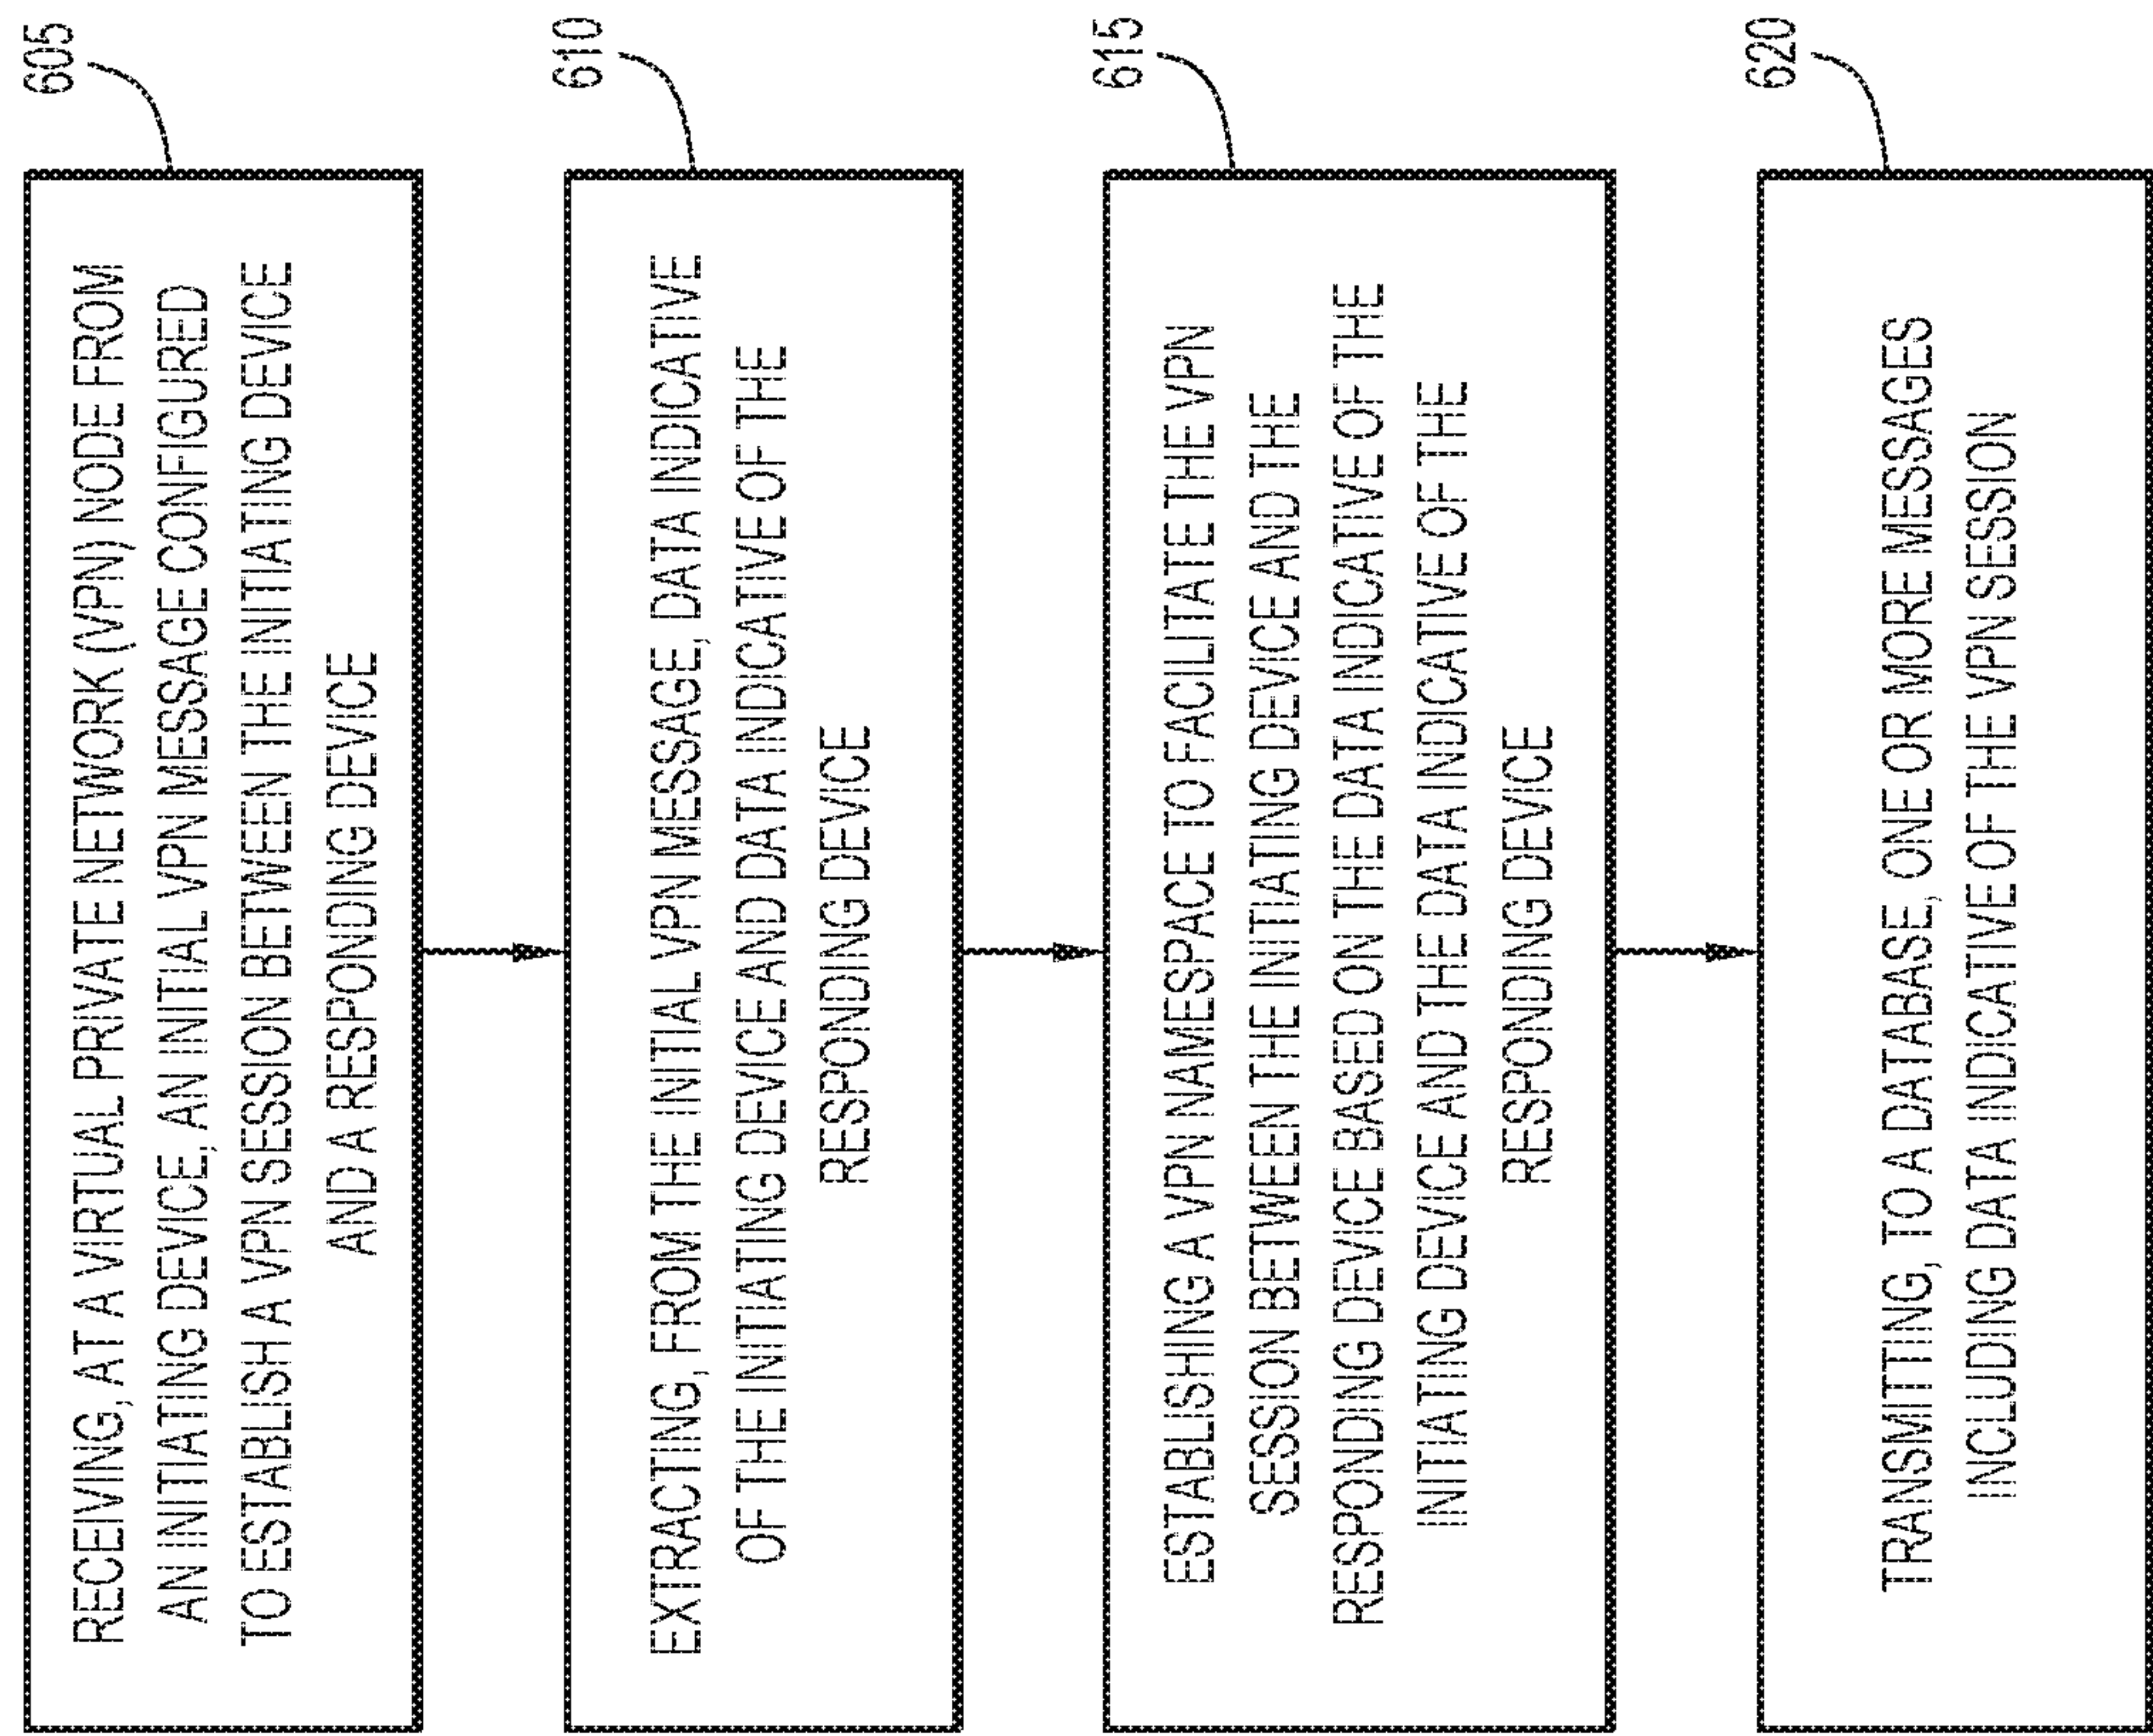 605
RECEIVING, AT A VIRTUAL PRIVATE NETWORK (VPN) NODE FROM
AN INITIATING DEVICE, AN INITIAL VPN MESSAGE CONFIGURED
TO ESTABLISH A VPN SESSION BETWEEN THE INITIATING DEVICE
AND A RESPONDING DEVICE
610
EXTRACTING, FROM THE INITIAL VPN MESSAGE, DATA INDICATIVE
OF THE INITIATING DEVICE AND DATA INDICATIVE OF THE
RESPONDING DEVICE
615
ESTABLISHING A VPN NAMESPACE TO FACILITATE THE VPN
SESSION BETWEEN THE INITIATING DEVICE AND THE
RESPONDING DEVICE BASED ON THE DATA INDICATIVE OF THE
INITIATING DEVICE AND THE DATA INDICATIVE OF THE
RESPONDING DEVICE
620
TRANSMITTING, TO A DATABASE, ONE OR MORE MESSAGES
INCLUDING DATA INDICATIVE OF THE VPN SESSION